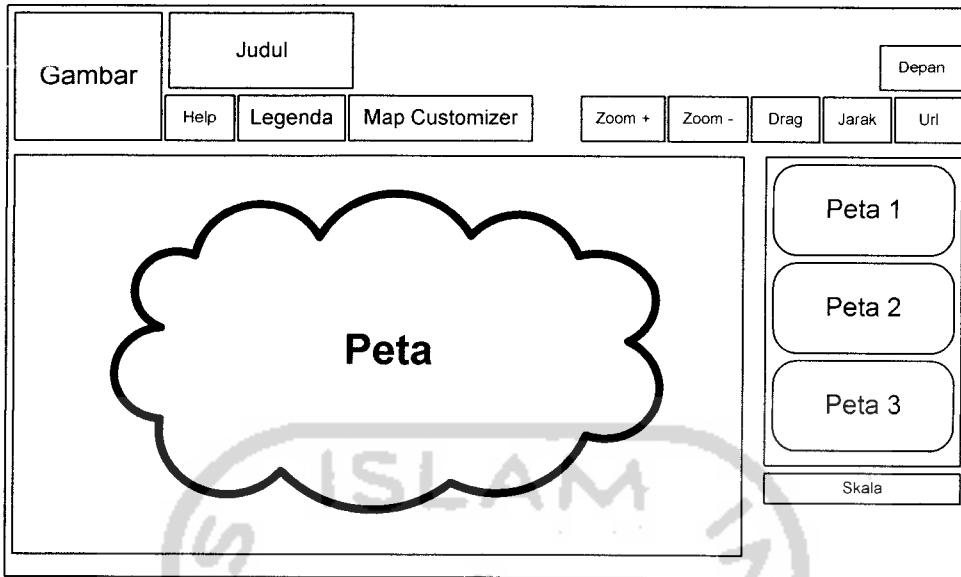 Gambar
Judul
Depan
Help
Legenda
Map Customizer
Zoom +
Zoom -
Drag
Jarak
Url
Peta
Peta 1
Peta 2
Peta 3
Skala
ISLAM